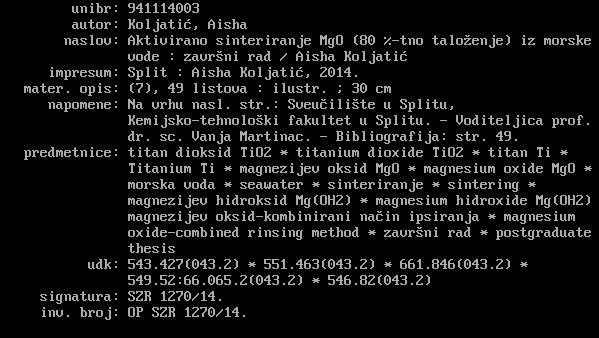 unibr: 941114003
autor: Koljatić, Aisha
naslov: Aktivirano sinteriranje MgO (80 %-tno taloženje) iz morske
vode : završni rad / Aisha Koljatić
impresum: Split : Aisha Koljatić, 2014.
mater. opis: (7), 49 listova : ilustr. ; 30 cm
napomene: Na vrhu nasl. str.: Sveučilište u Splitu,
Kemijsko-tehnološki fakultet u Splitu. - Voditeljica prof.
dr. sc. Vanja Martinac. - Bibliografija: str. 49.
predmetnice: titan dioksid TiO2 * titanium dioxide TiO2 * titan Ti *
Titanium Ti * magnezijev oksid MgO * magnesium oxide MgO *
morska voda * seawater * sinteriranje * sintering *
magnezijev hidroksid Mg(OH2) * magnesium hidroxide Mg(OH2)
magnezijev oksid-kombinirani način ipsiranja * magnesium
oxide-combined rinsing method * završni rad * postgraduate
thesis
udk: 543.427(043.2) * 551.463(043.2) * 661.846(043.2) *
549.52:66.065.2(043.2) * 546.82(043.2)
signatura: SZR 1270/14.
inv. broj: OP SZR 1270/14.